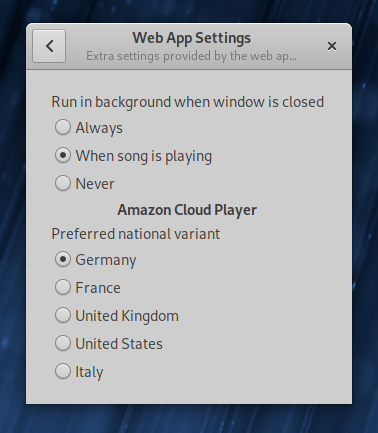 Web App Settings
Extra settings provided by the web ap...
Run in background when window is closed
Always
When song is playing
Never
Amazon Cloud Player
Preferred national variant
Germany
France
United Kingdom
United States
Italy